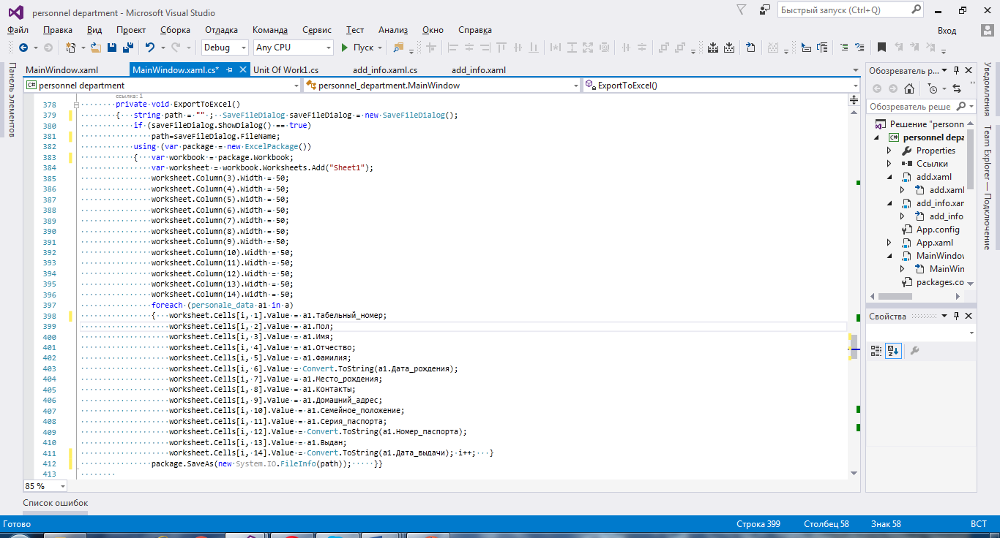 personnel department - Microsoft Visual Studio
Быстрый запуск (Ctrl+Q)
Файл Правка Вид Проект Сборка Отладка Команда Сервис Тест Анализ Окно Справка
Вход
Debug Any CPU Пуск
Панель элементов
MainWindow.xaml MainWindow.xaml.cs* Unit Of Work1.cs add_info.xaml.cs add_info.xaml
personnel department personnel_department.MainWindow ExportToExcel()
ссылка: 1
378 private void ExportToExcel()
379 { string path = "" ; SaveFileDialog saveFileDialog = new SaveFileDialog();
380 if (saveFileDialog.ShowDialog() == true)
381 path=saveFileDialog.FileName;
382 using (var package = new ExcelPackage())
383 { var workbook = package.Workbook;
384 var worksheet = workbook.Worksheets.Add("Sheet1");
385 worksheet.Column(3).Width = 50;
386 worksheet.Column(4).Width = 50;
387 worksheet.Column(5).Width = 50;
388 worksheet.Column(6).Width = 50;
389 worksheet.Column(7).Width = 50;
390 worksheet.Column(8).Width = 50;
391 worksheet.Column(9).Width = 50;
392 worksheet.Column(10).Width = 50;
393 worksheet.Column(11).Width = 50;
394 worksheet.Column(12).Width = 50;
395 worksheet.Column(13).Width = 50;
396 worksheet.Column(14).Width = 50;
397 foreach (personale_data a1 in a)
398 { worksheet.Cells[i, 1].Value = a1.Табельный_номер;
399 worksheet.Cells[i, 2].Value = a1.Пол;
400 worksheet.Cells[i, 3].Value = a1.Имя;
401 worksheet.Cells[i, 4].Value = a1.Отчество;
402 worksheet.Cells[i, 5].Value = a1.Фамилия;
403 worksheet.Cells[i, 6].Value = Convert.ToString(a1.Дата_рождения);
404 worksheet.Cells[i, 7].Value = a1.Место_рождения;
405 worksheet.Cells[i, 8].Value = a1.Контакты;
406 worksheet.Cells[i, 9].Value = a1.Домашний_адрес;
407 worksheet.Cells[i, 10].Value = a1.Семейное_положение;
408 worksheet.Cells[i, 11].Value = a1.Серия_паспорта;
409 worksheet.Cells[i, 12].Value = Convert.ToString(a1.Номер_паспорта);
410 worksheet.Cells[i, 13].Value = a1.Выдан;
411 worksheet.Cells[i, 14].Value = Convert.ToString(a1.Дата_выдачи); i++; }
412 package.SaveAs(new System.IO.FileInfo(path)); }}
413
85 %
Обозреватель р...
Обозреватель реше
Решение "personn
personnel depa
Properties
Ссылки
add.xaml
add.xaml
add_info.xar
add_info
App.config
App.xaml
MainWindov
MainWin
packages.co
Свойства
Уведомления
Team Explorer — Подключение
Список ошибок
Готово Строка 399 Столбец 58 Знак 58 ВСТ